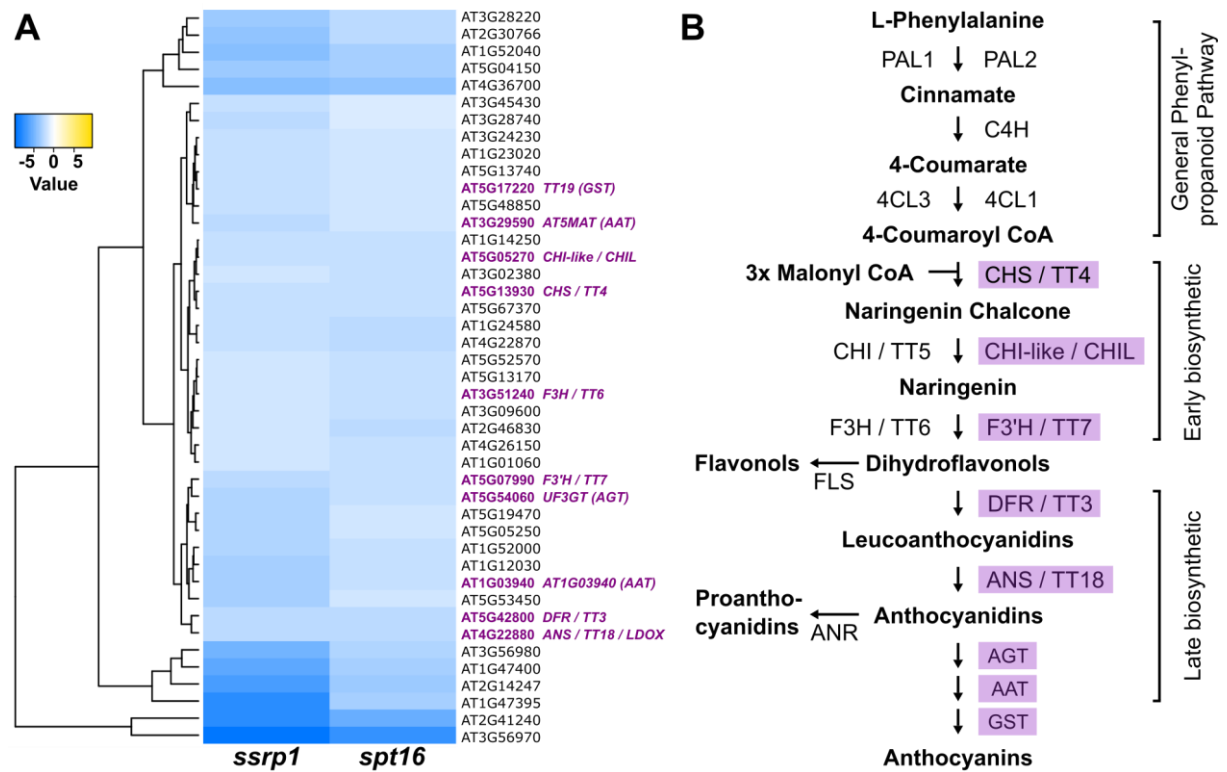 A
-5 0 5
Value
AT3G28220
AT2G30766
AT1G52040
AT5G04150
AT4G36700
AT3G45430
AT3G28740
AT3G24230
AT1G23020
AT5G13740
AT5G17220 TT19 (GST)
AT5G48850
AT3G29590 AT5MAT (AAT)
AT1G14250
AT5G05270 CHI-like / CHIL
AT3G02380
AT5G13930 CHS / TT4
AT5G67370
AT1G24580
AT4G22870
AT5G52570
AT5G13170
AT3G51240 F3H / TT6
AT3G09600
AT2G46830
AT4G26150
AT1G01060
AT5G07990 F3'H / TT7
AT5G54060 UF3GT (AGT)
AT5G19470
AT5G05250
AT1G52000
AT1G12030
AT1G03940 AT1G03940 (AAT)
AT5G53450
AT5G42800 DFR / TT3
AT4G22880 ANS / TT18 / LDOX
AT3G56980
AT1G47400
AT2G14247
AT1G47395
AT2G41240
AT3G56970
ssrp1 spt16
B
L-Phenylalanine
PAL1 PAL2
Cinnamate
C4H
4-Coumarate
4CL3 4CL1
4-Coumaroyl CoA
3x Malonyl CoA CHS / TT4
Naringenin Chalcone
CHI / TT5 CHI-like / CHIL
Naringenin
F3H / TT6 F3'H / TT7
Flavonols Dihydroflavonols
FLS
DFR / TT3
Leucoanthocyanidins
ANS / TT18
Proantho-
cyanidins Anthocyanidins
ANR
AGT
AAT
GST
Anthocyanins
General Phenyl-
propanoid Pathway
Early biosynthetic
Late biosynthetic